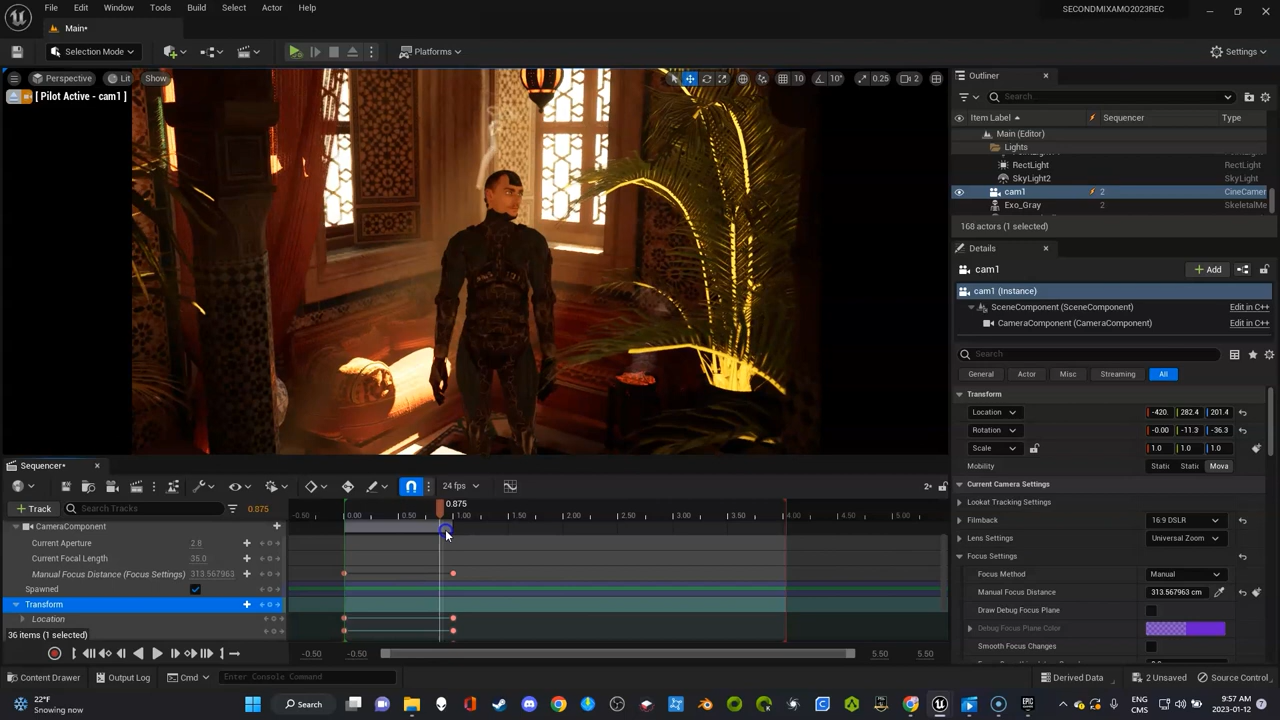 File Edit Window Tools Build Select Actor Help SECONDMIXAMO2023REC
Main*
Selection Mode Platforms Settings
Perspective Lit Show 10 10° 0.25 2
[ Pilot Active - cam1 ]
Outliner
Search...
Item Label Sequencer Type
Main (Editor)
Lights
RectLight
SkyLight2
cam1 2 CineCamer
Exo_Gray 2 SkeletalMe
168 actors (1 selected)
Details
cam1 Add
cam1 (Instance)
SceneComponent (SceneComponent) Edit in C++
CameraComponent (CameraComponent) Edit in C++
Search
General Actor Misc Streaming All
Transform
Location -420. 282.4 201.4
Rotation -0.00 -11.3 -36.3
Scale 1.0 1.0 1.0
Mobility Static Static Mova
Current Camera Settings
Lookat Tracking Settings
Filmback 16:9 DSLR
Lens Settings Universal Zoom
Focus Settings
Focus Method Manual
Manual Focus Distance 313.567963 cm
Draw Debug Focus Plane
Debug Focus Plane Color
Smooth Focus Changes
Sequencer*
24 fps 2+
Track Search Tracks 0.875
0.875
-0.50 0.00 0.50 1.00 1.50 2.00 2.50 3.00 3.50 4.00 4.50 5.00
CameraComponent
Current Aperture 2.8
Current Focal Length 35.0
Manual Focus Distance (Focus Settings) 313.567963
Spawned
Transform
Location
36 items (1 selected)
-0.50 -0.50 5.50 5.50
Content Drawer Output Log Cmd Enter Console Command Derived Data 2 Unsaved Source Control
22°F
Snowing now
Search
ENG
CMS
9:57 AM
2023-01-12